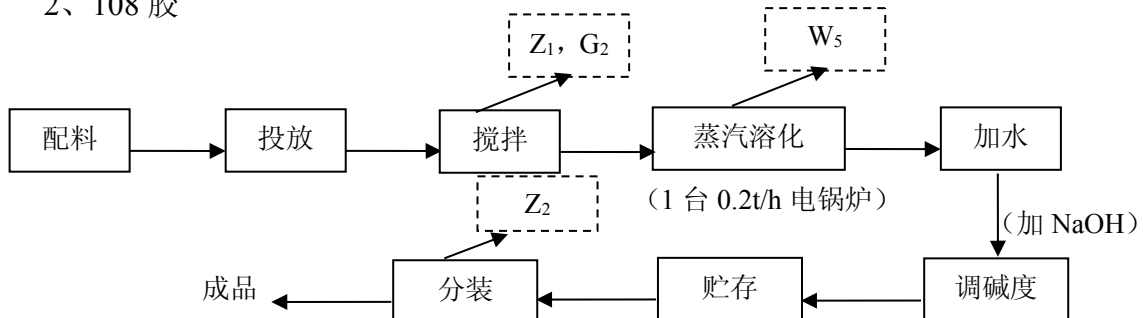 2、108 胶
Z₁，G₂
W₅
配料
投放
搅拌
蒸汽溶化
加水
（1 台 0.2t/h 电锅炉）
Z₂
（加 NaOH）
成品
分装
贮存
调碱度